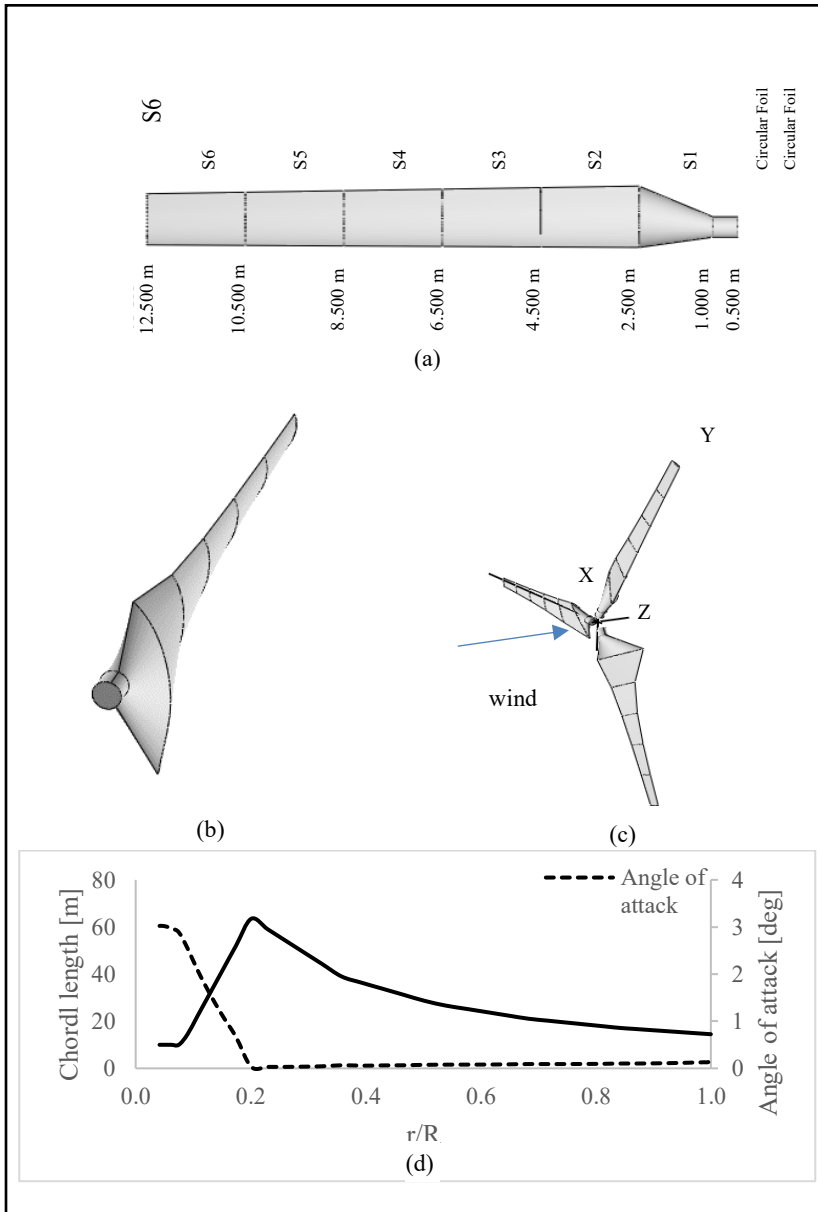 S6
S6
S5
S4
S3
S2
S1
Circular Foil
Circular Foil
12.500 m
10.500 m
8.500 m
6.500 m
4.500 m
2.500 m
1.000 m
0.500 m
(a)
Y
X
Z
wind
(b)
(c)
Chordl length [m]
80
60
40
20
0
Angle of
attack
4
3
2
1
0
Angle of attack [deg]
0.0
0.2
0.4
0.6
0.8
1.0
r/R
(d)